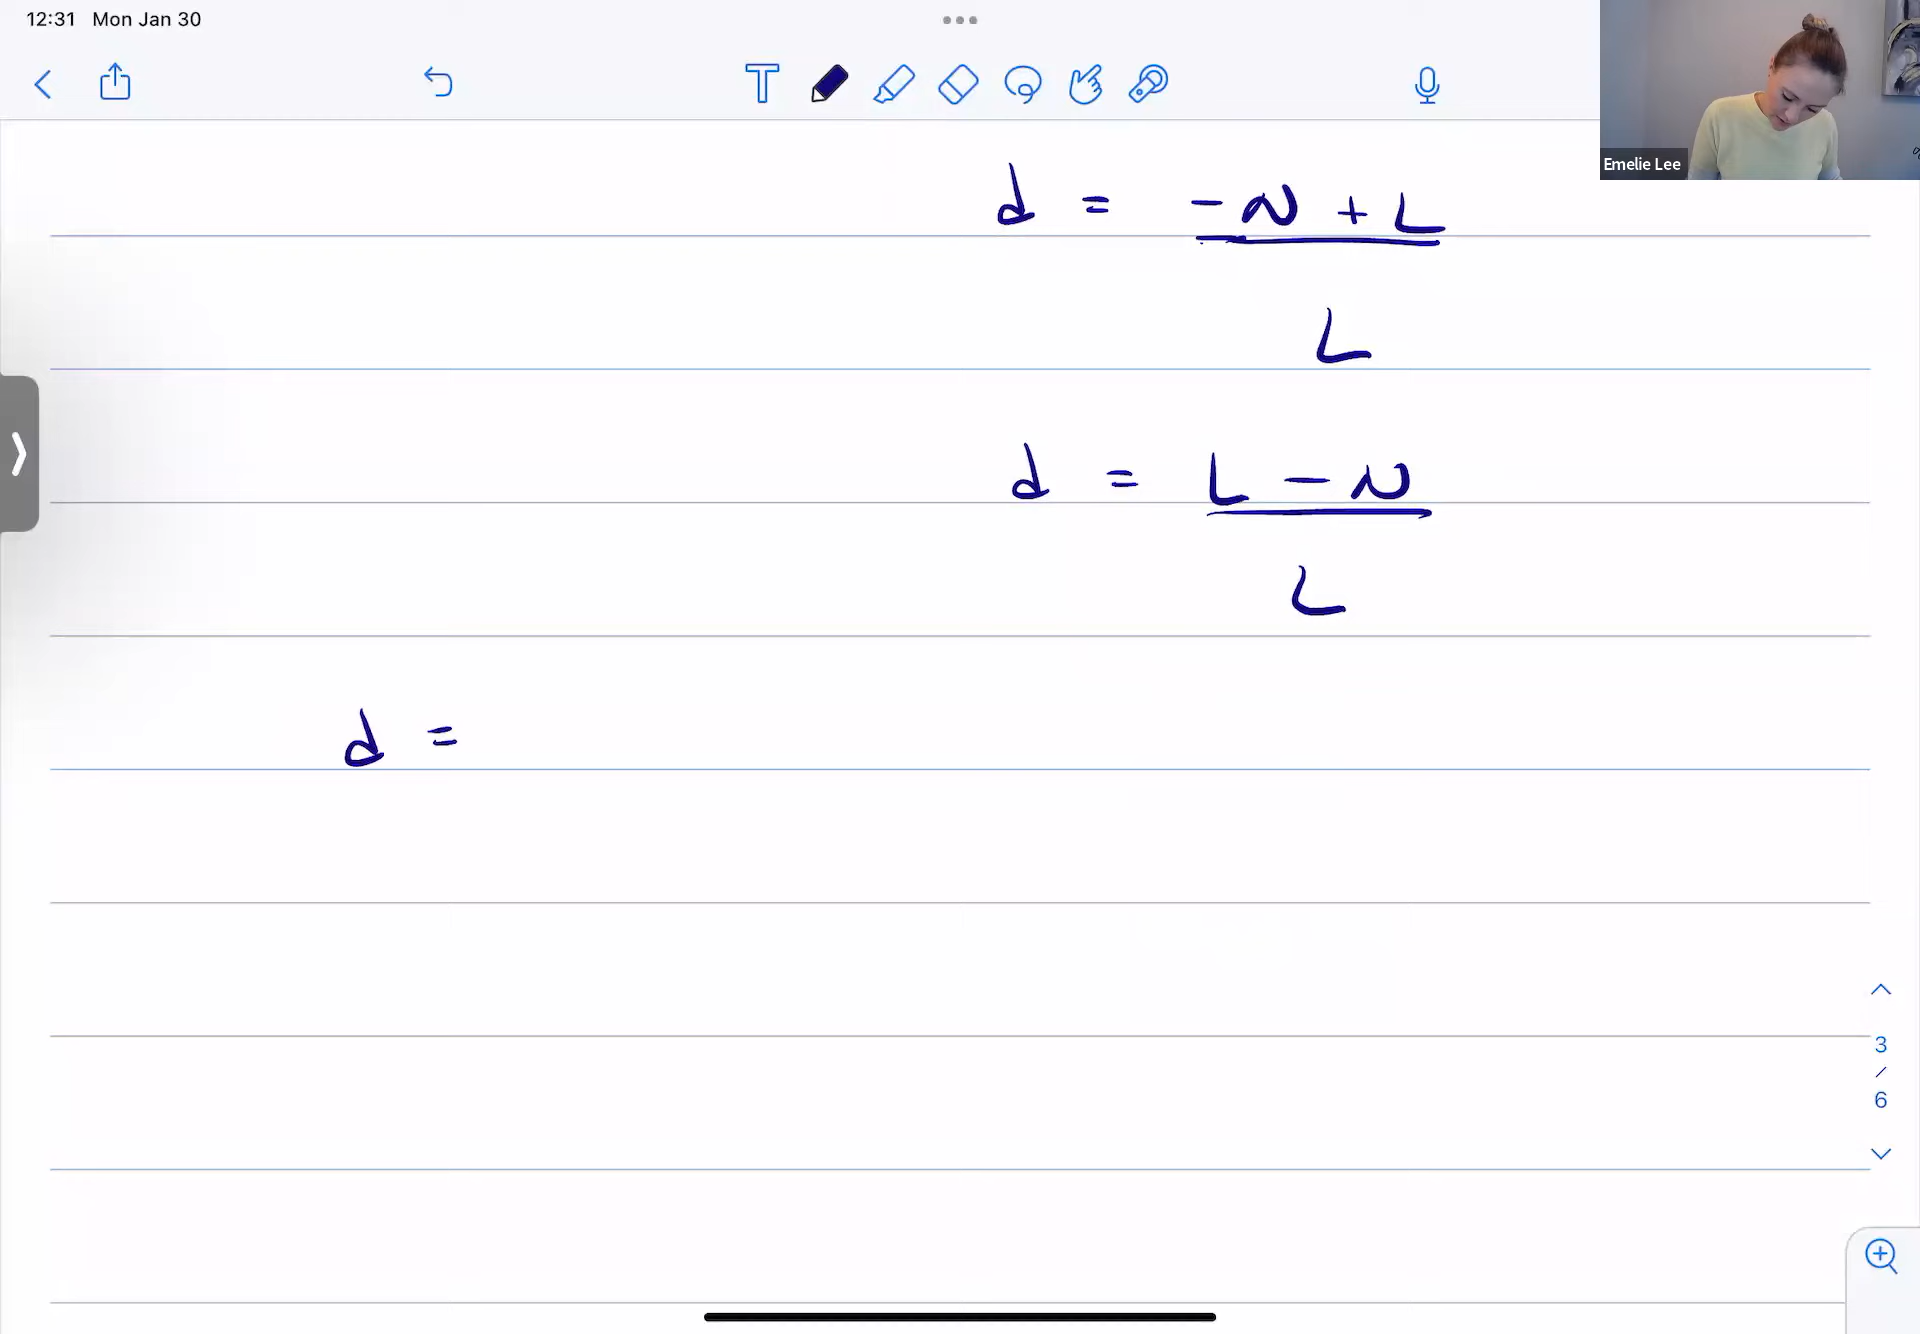 12:31 Mon Jan 30
Emelie Lee
d = -N + L
L
d = L - N
L
d =
3
/
6